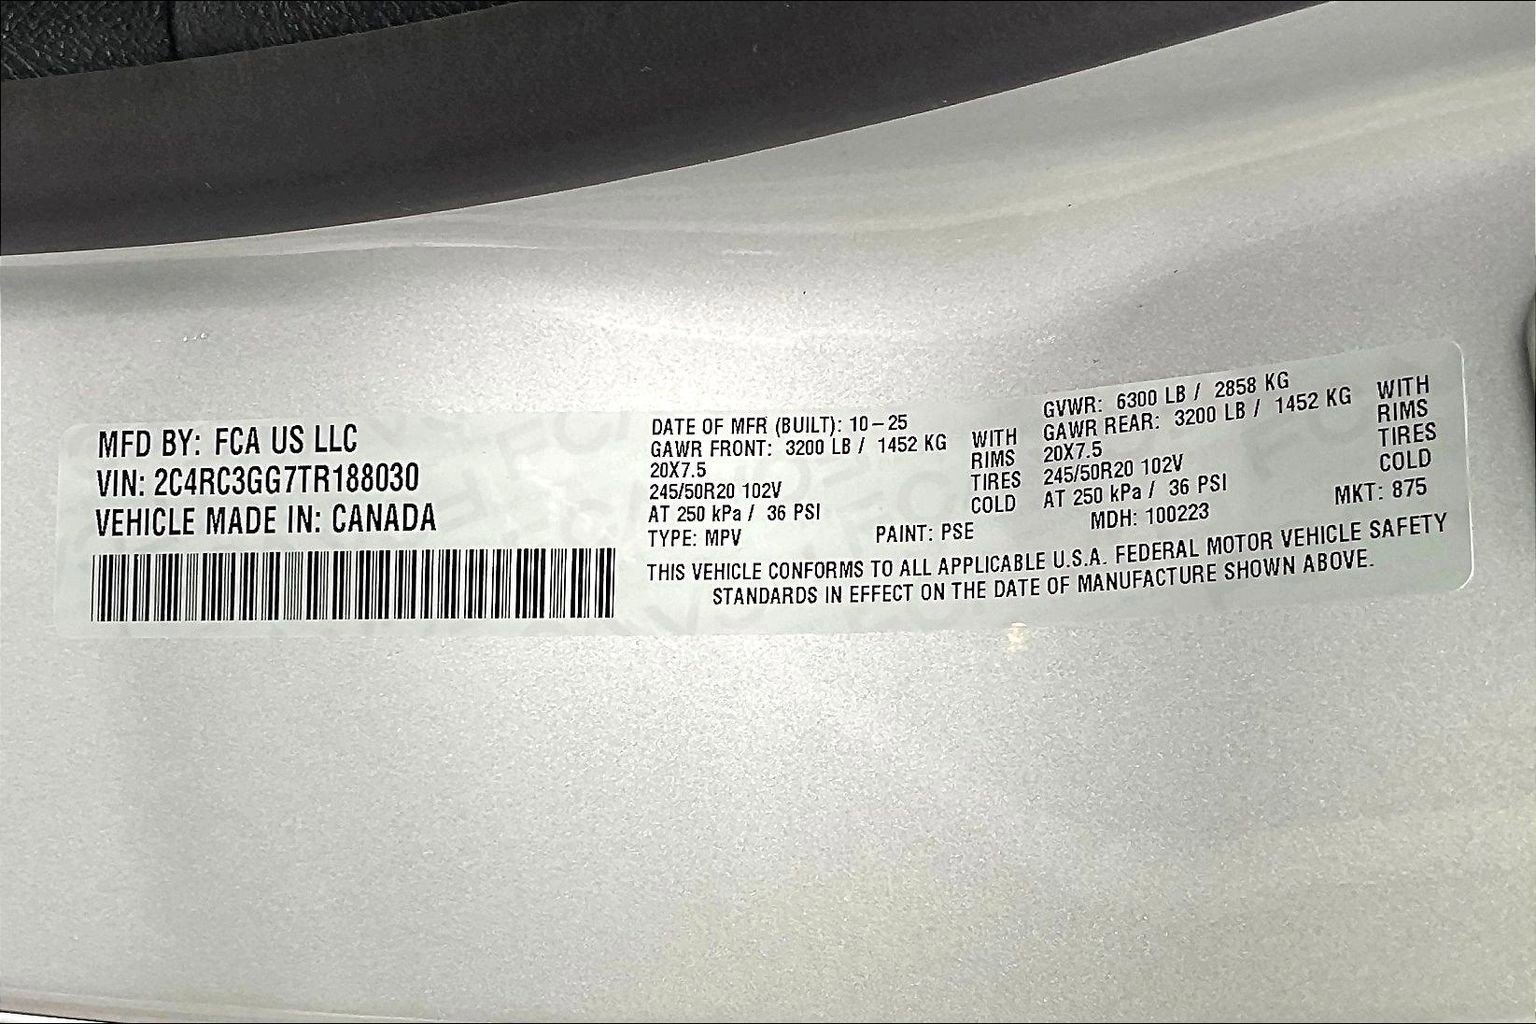 MFD BY: FCA US LLC
VIN: 2C4RC3GG7TR188030
VEHICLE MADE IN: CANADA
DATE OF MFR (BUILT): 10-25
GAWR FRONT: 3200 LB / 1452 KG WITH
20X7.5 RIMS
245/50R20 102V TIRES
AT 250 kPa / 36 PSI COLD
TYPE: MPV PAINT: PSE
GVWR: 6300 LB / 2858 KG
GAWR REAR: 3200 LB / 1452 KG WITH
20X7.5 RIMS
245/50R20 102V TIRES
AT 250 kPa / 36 PSI COLD
MDH: 100223 MKT: 875
THIS VEHICLE CONFORMS TO ALL APPLICABLE U.S.A. FEDERAL MOTOR VEHICLE SAFETY
STANDARDS IN EFFECT ON THE DATE OF MANUFACTURE SHOWN ABOVE.